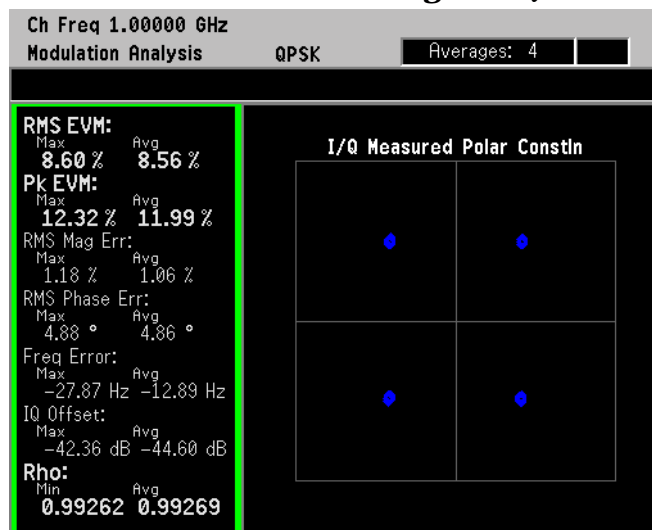 Ch Freq 1.00000 GHz
Modulation Analysis QPSK Averages: 4
RMS EVM:
Max Avg
8.60 % 8.56 %
Pk EVM:
Max Avg
12.32 % 11.99 %
RMS Mag Err:
Max Avg
1.18 % 1.06 %
RMS Phase Err:
Max Avg
4.88 ° 4.86 °
Freq Error:
Max Avg
-27.87 Hz -12.89 Hz
IQ Offset:
Max Avg
-42.36 dB -44.60 dB
Rho:
Min Avg
0.99262 0.99269
I/Q Measured Polar Constln